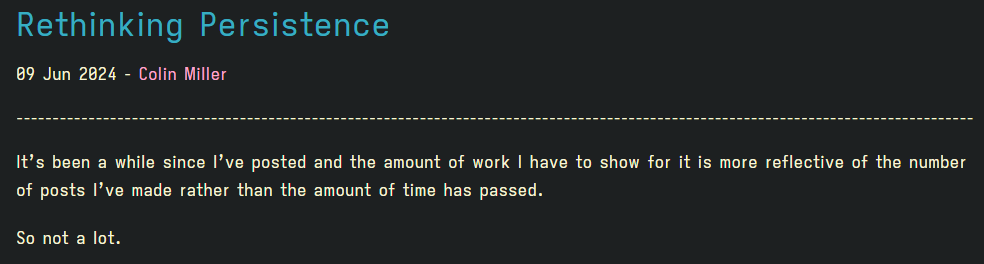 Rethinking Persistence
09 Jun 2024 - Colin Miller
It's been a while since I've posted and the amount of work I have to show for it is more reflective of the number
of posts I've made rather than the amount of time has passed.
So not a lot.